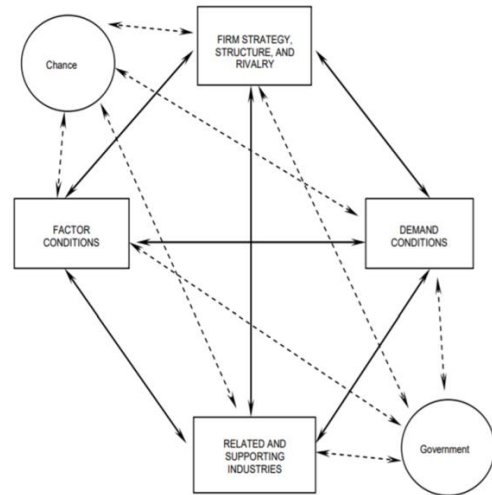 FIRM STRATEGY,
STRUCTURE, AND
RIVALRY
Chance
FACTOR
CONDITIONS
DEMAND
CONDITIONS
RELATED AND
SUPPORTING
INDUSTRIES
Government